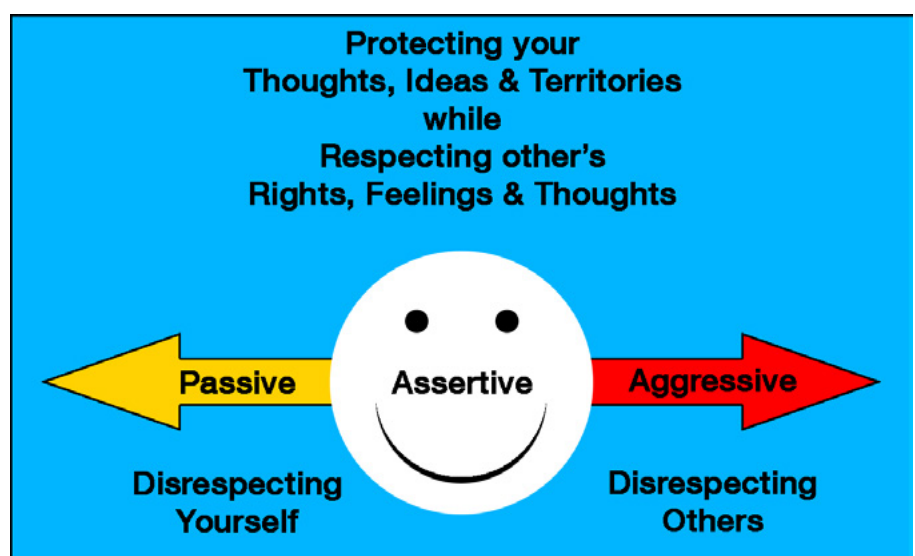 Protecting your
Thoughts, Ideas & Territories
while
Respecting other's
Rights, Feelings & Thoughts
Passive
Assertive
Aggressive
Disrespecting
Yourself
Disrespecting
Others